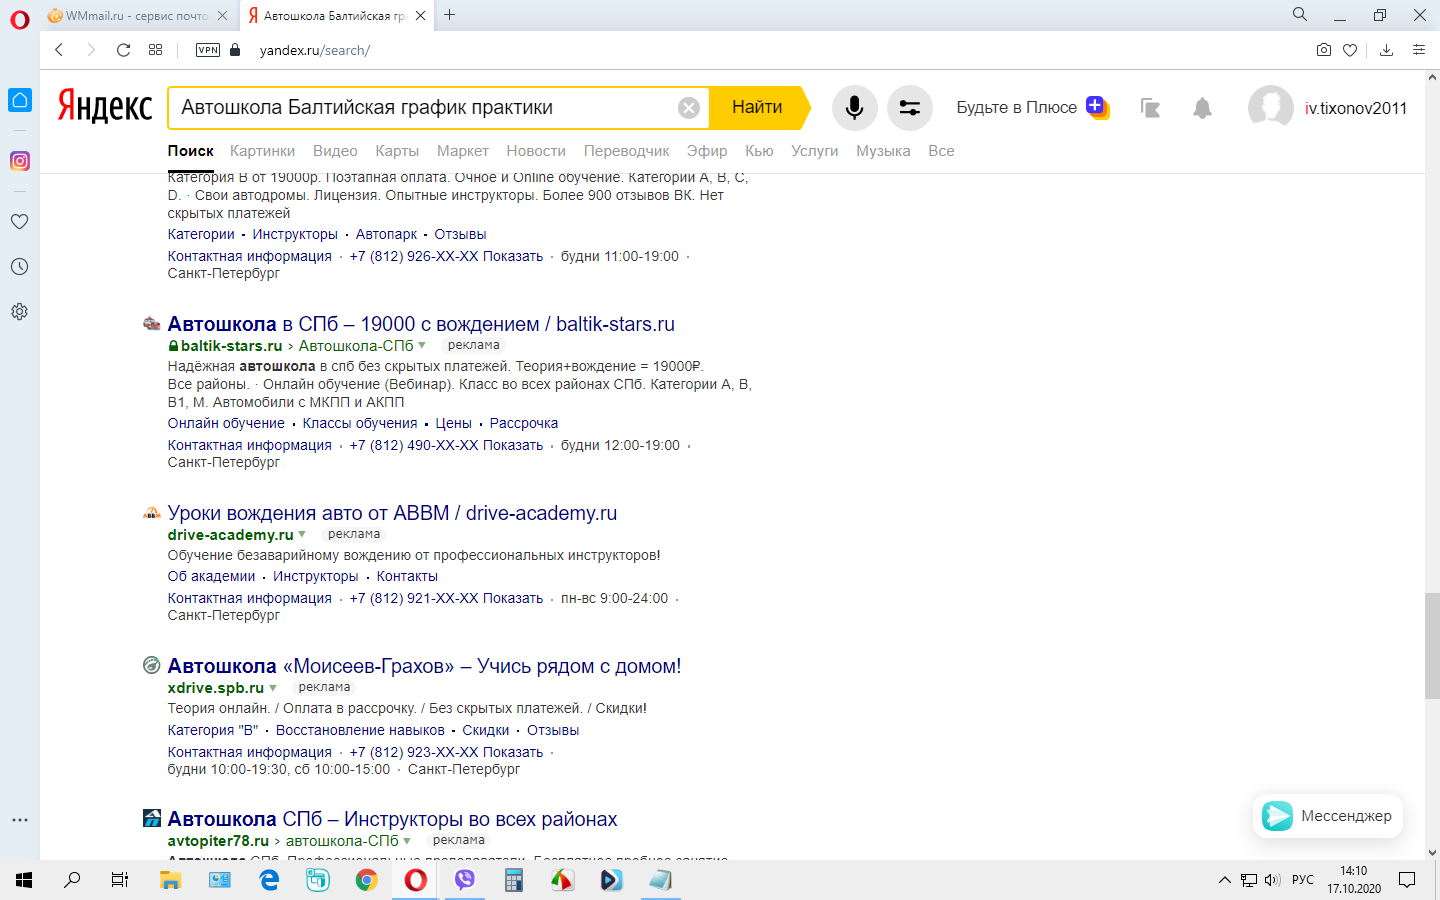 WMmail.ru - сервис почто
Автошкола Балтийская гр
VPN
yandex.ru/search/
Яндекс
Автошкола Балтийская график практики
Найти
Будьте в Плюсе
iv.tixonov2011
Поиск Картинки Видео Карты Маркет Новости Переводчик Эфир Кью Услуги Музыка Все
Категория В от 19000р. Поэтапная оплата. Очное и Online обучение. Категории А, В, С,
D. · Свои автодромы. Лицензия. Опытные инструкторы. Более 900 отзывов ВК. Нет
скрытых платежей
Категории · Инструкторы · Автопарк · Отзывы
Контактная информация · +7 (812) 926-XX-XX Показать · будни 11:00-19:00 ·
Санкт-Петербург
Автошкола в СПб – 19000 с вождением / baltik-stars.ru
baltik-stars.ru › Автошкола-СПб реклама
Надёжная автошкола в спб без скрытых платежей. Теория+вождение = 19000₽.
Все районы. · Онлайн обучение (Вебинар). Класс во всех районах СПб. Категории А, В,
В1, М. Автомобили с МКПП и АКПП
Онлайн обучение · Классы обучения · Цены · Рассрочка
Контактная информация · +7 (812) 490-XX-XX Показать · будни 12:00-19:00 ·
Санкт-Петербург
Уроки вождения авто от АВВМ / drive-academy.ru
drive-academy.ru реклама
Обучение безаварийному вождению от профессиональных инструкторов!
Об академии · Инструкторы · Контакты
Контактная информация · +7 (812) 921-XX-XX Показать · пн-вс 9:00-24:00 ·
Санкт-Петербург
Автошкола «Моисеев-Грахов» – Учись рядом с домом!
xdrive.spb.ru реклама
Теория онлайн. / Оплата в рассрочку. / Без скрытых платежей. / Скидки!
Категория "В" · Восстановление навыков · Скидки · Отзывы
Контактная информация · +7 (812) 923-XX-XX Показать ·
будни 10:00-19:30, сб 10:00-15:00 · Санкт-Петербург
Автошкола СПб – Инструкторы во всех районах
avtopiter78.ru › автошкола-СПб реклама
Автошкола СПб. Профессиональные преподаватели. Бесплатное пробное занятие
Мессенджер
РУС
14:10
17.10.2020